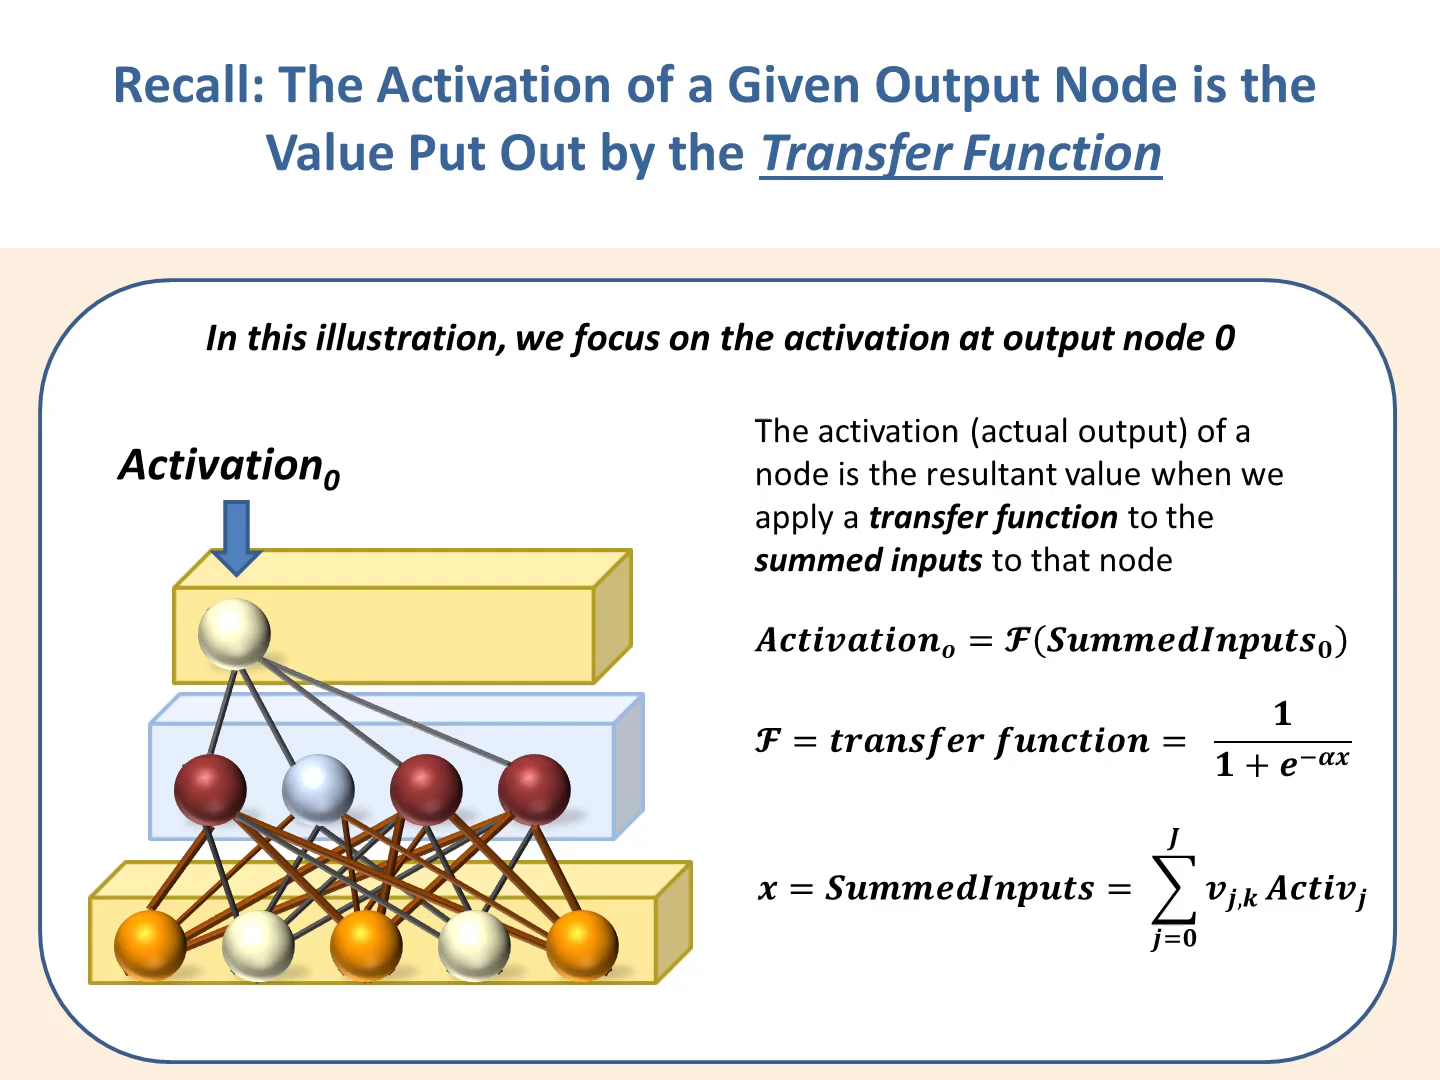 Recall: The Activation of a Given Output Node is the
Value Put Out by the Transfer Function
In this illustration, we focus on the activation at output node 0
Activation₀
The activation (actual output) of a
node is the resultant value when we
apply a transfer function to the
summed inputs to that node
Activationₒ = ℱ(SummedInputs₀)
ℱ = transfer function = 1 / (1 + e^{−αx})
x = SummedInputs = ∑_{j=0}^{J} v_{j,k} Activ_j